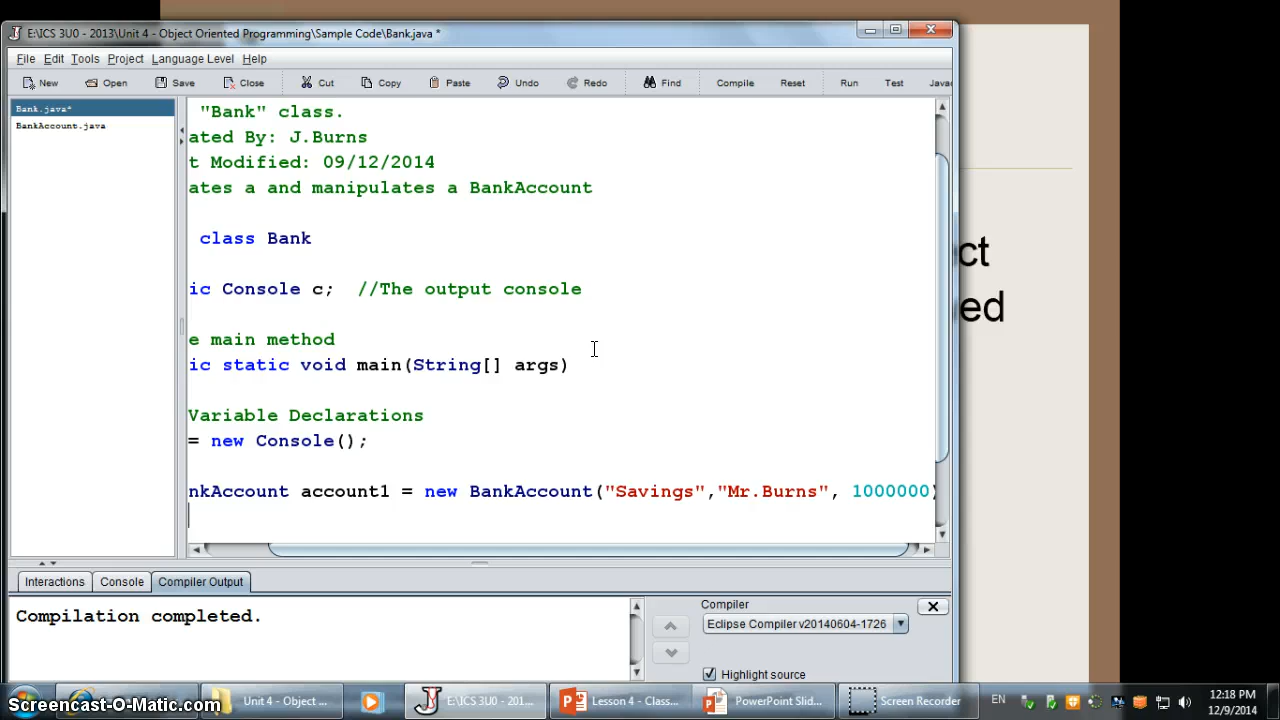 E:\ICS 3U0 - 2013\Unit 4 - Object Oriented Programming\Sample Code\Bank.java *
File Edit Tools Project Language Level Help
New Open Save Close Cut Copy Paste Undo Redo Find Compile Reset Run Test Java
Bank.java*
BankAccount.java
"Bank" class.
ated By: J.Burns
t Modified: 09/12/2014
ates a and manipulates a BankAccount
class Bank
ic Console c; //The output console
e main method
ic static void main(String[] args)
Variable Declarations
= new Console();
nkAccount account1 = new BankAccount("Savings","Mr.Burns", 1000000)
ct
ed
Interactions Console Compiler Output
Compilation completed.
Compiler
Eclipse Compiler v20140604-1726
Highlight source
Unit 4 - Object ... E:\ICS 3U0 - 201... Lesson 4 - Class... PowerPoint Slid... Screen Recorder EN 12:18 PM
12/9/2014
Screencast-O-Matic.com